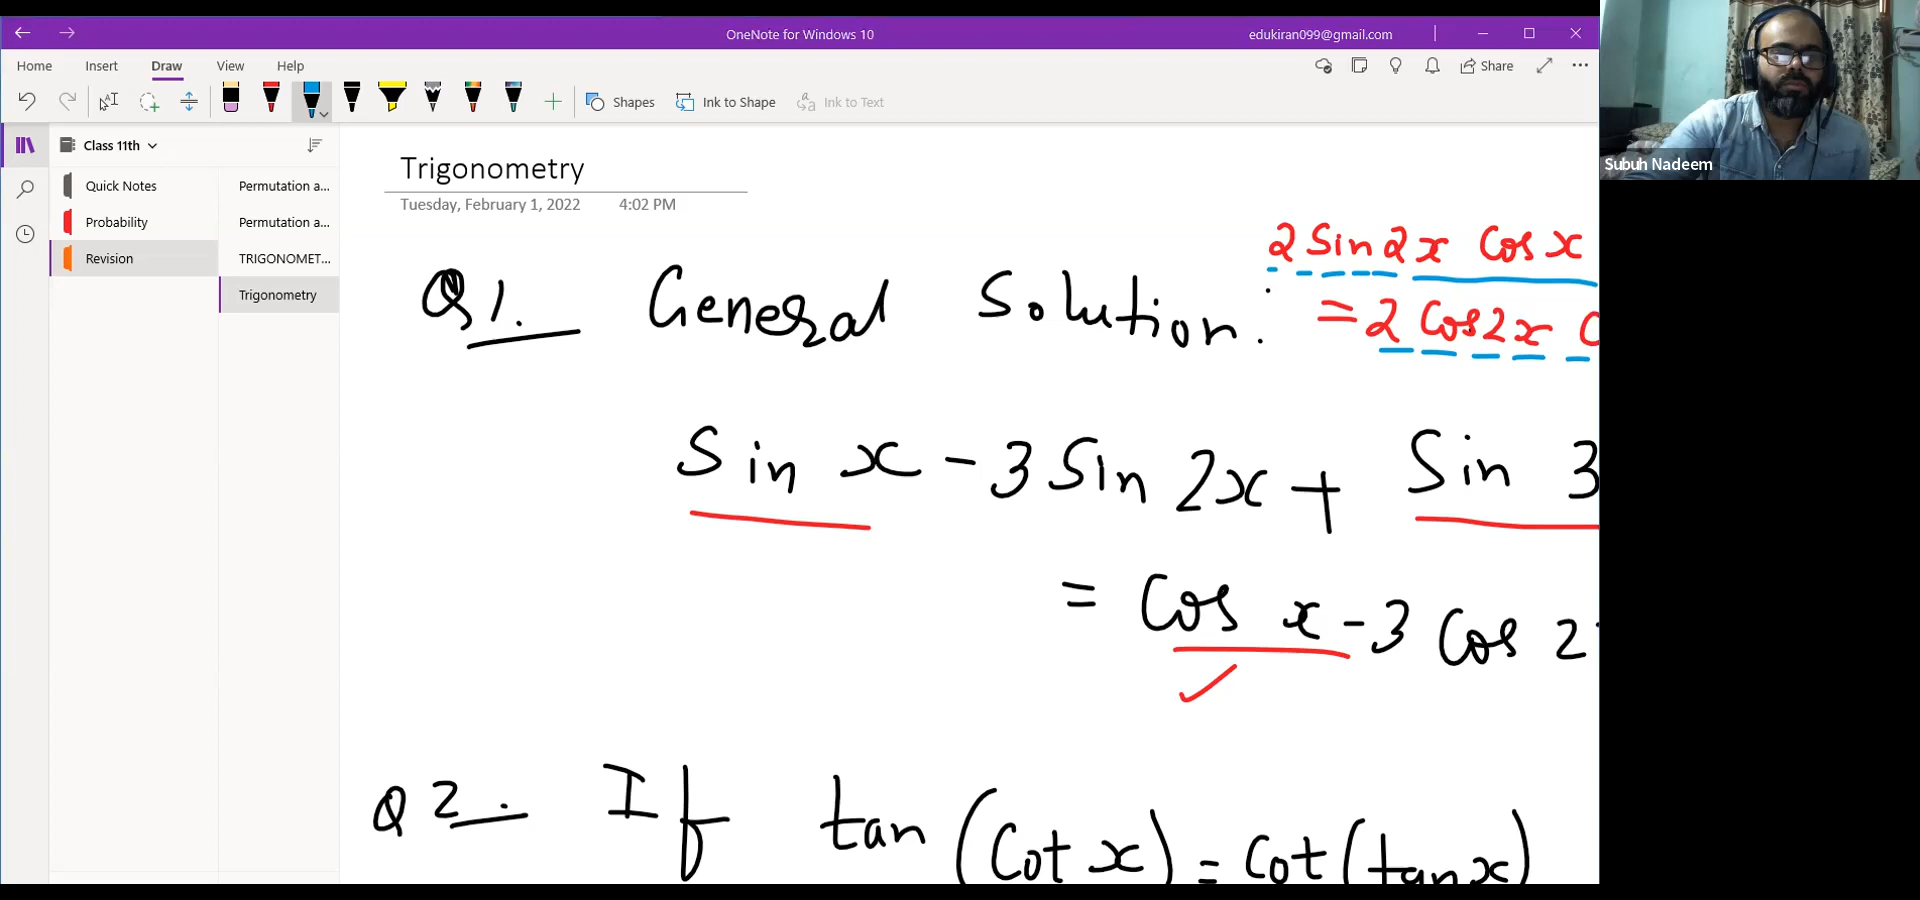 OneNote for Windows 10
edukiran099@gmail.com
Home Insert Draw View Help
Share
Shapes Ink to Shape Ink to Text
Class 11th
Quick Notes
Probability
Revision
Permutation a...
Permutation a...
TRIGONOMET...
Trigonometry
Trigonometry
Tuesday, February 1, 2022 4:02 PM
2 Sin 2x Cos x
= 2 Cos 2x C
Q1. General Solution :
Sin x - 3 Sin 2x + Sin 3
= Cos x - 3 Cos 2
Q 2. If tan (Cot x) = Cot (tan x)
Subuh Nadeem